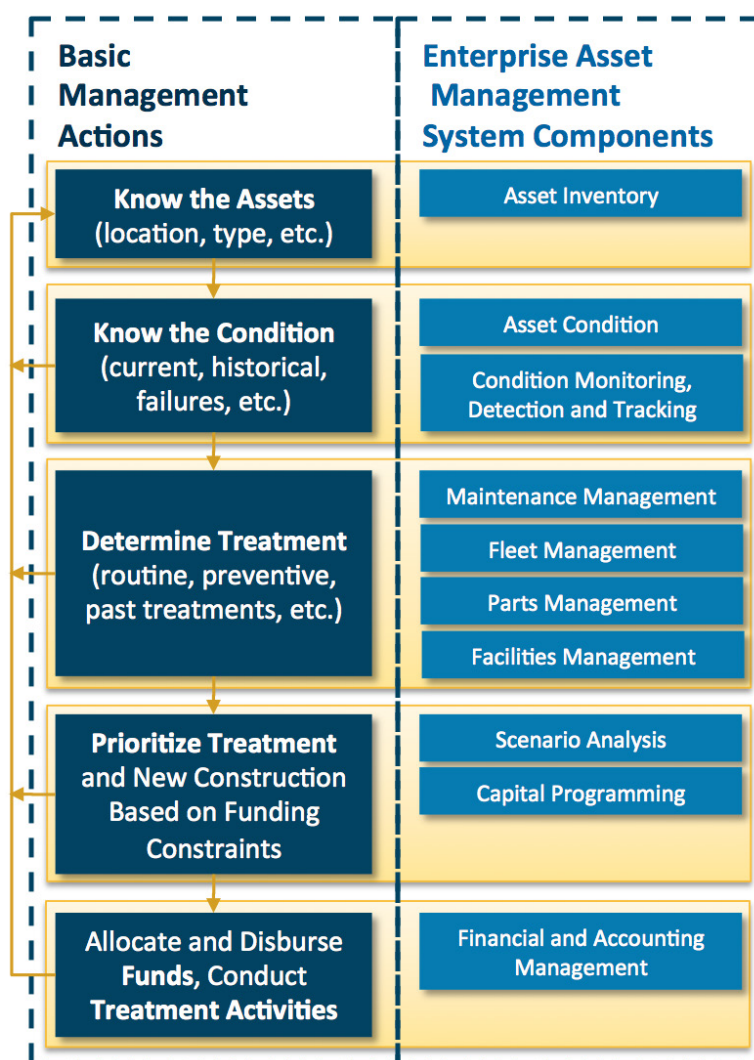 Basic
Management
Actions
Enterprise Asset
Management
System Components
Know the Assets
(location, type, etc.)
Asset Inventory
Know the Condition
(current, historical,
failures, etc.)
Asset Condition
Condition Monitoring,
Detection and Tracking
Determine Treatment
(routine, preventive,
past treatments, etc.)
Maintenance Management
Fleet Management
Parts Management
Facilities Management
Prioritize Treatment
and New Construction
Based on Funding
Constraints
Scenario Analysis
Capital Programming
Allocate and Disburse
Funds, Conduct
Treatment Activities
Financial and Accounting
Management